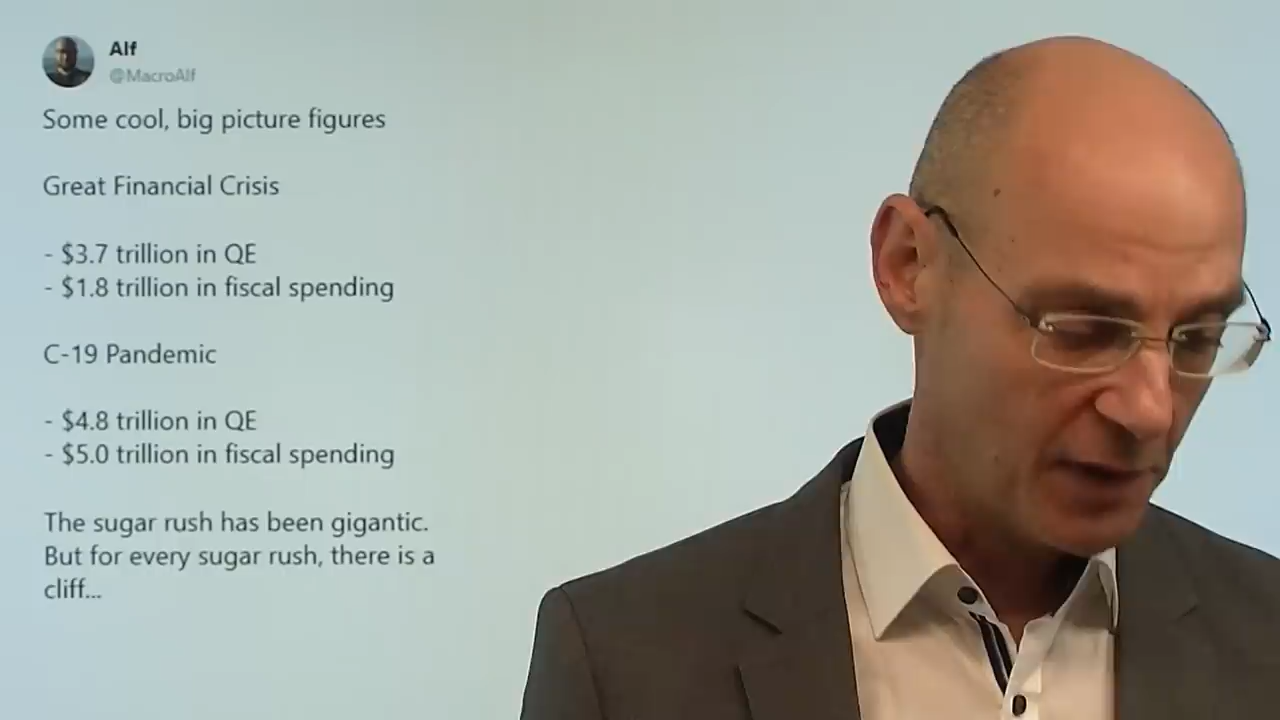 Alf
@MacroAlf
Some cool, big picture figures
Great Financial Crisis
- $3.7 trillion in QE
- $1.8 trillion in fiscal spending
C-19 Pandemic
- $4.8 trillion in QE
- $5.0 trillion in fiscal spending
The sugar rush has been gigantic.
But for every sugar rush, there is a
cliff...